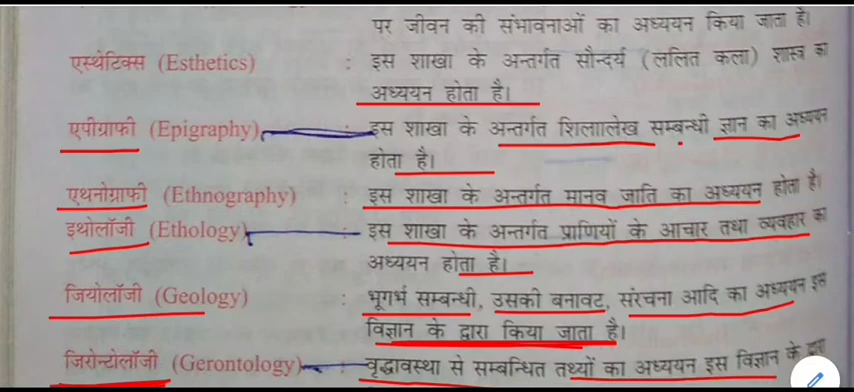 पर जीवन की संभावनाओं का अध्ययन किया जाता है।
एस्थेटिक्स (Esthetics) : इस शाखा के अन्तर्गत सौन्दर्य (ललित कला) शास्त्र का
अध्ययन होता है।
एपीग्राफी (Epigraphy) : इस शाखा के अन्तर्गत शिलालेख सम्बन्धी ज्ञान का अध्ययन
होता है।
एथनोग्राफी (Ethnography) : इस शाखा के अन्तर्गत मानव जाति का अध्ययन होता है।
इथोलॉजी (Ethology) : इस शाखा के अन्तर्गत प्राणियों के आचार तथा व्यवहार का
अध्ययन होता है।
जियोलॉजी (Geology) : भूगर्भ सम्बन्धी, उसकी बनावट, संरचना आदि का अध्ययन इस
विज्ञान के द्वारा किया जाता है।
जिरोन्टोलॉजी (Gerontology) : वृद्धावस्था से सम्बन्धित तथ्यों का अध्ययन इस विज्ञान के द्वारा